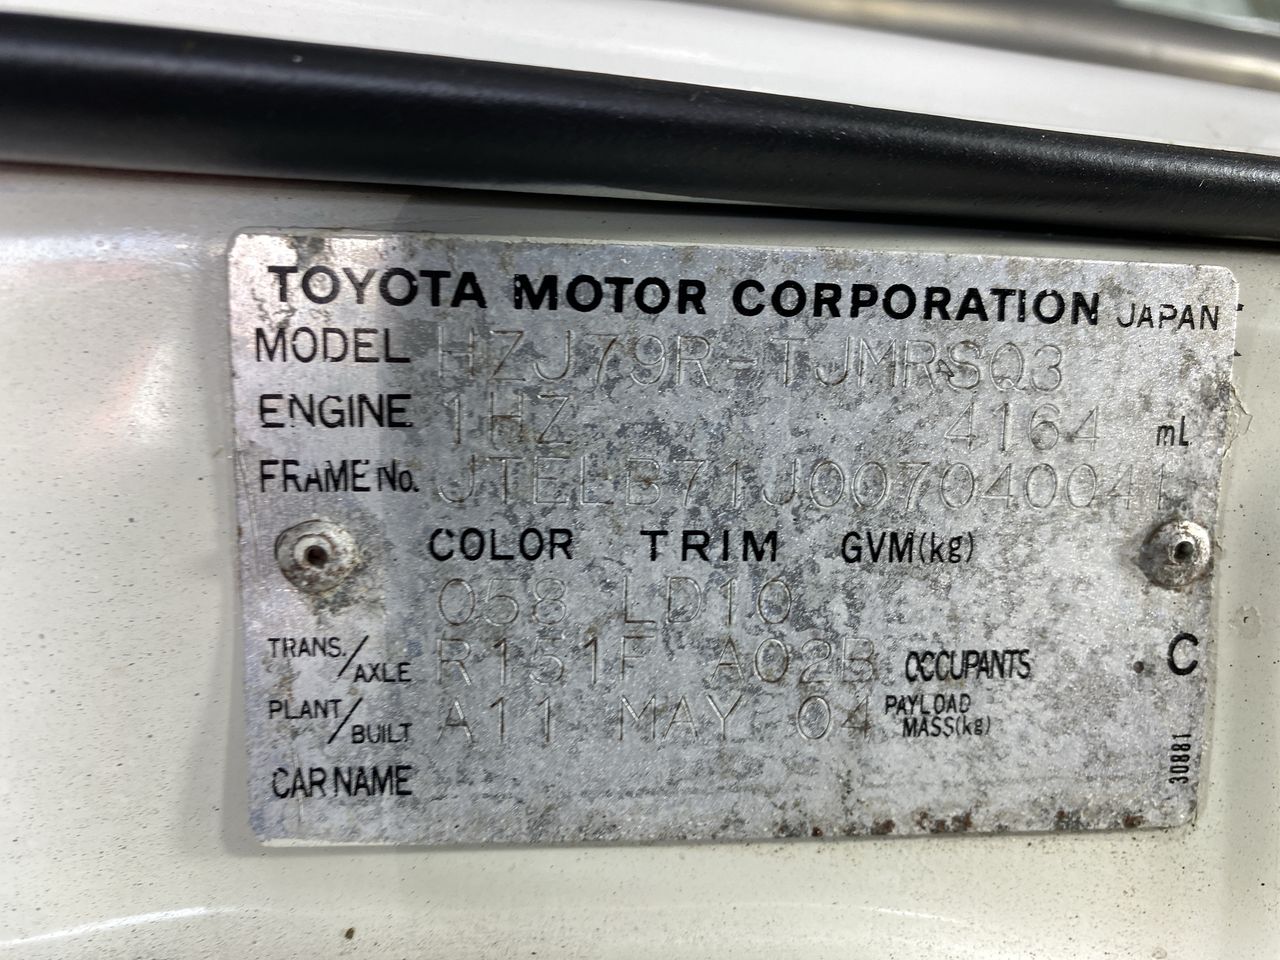 TOYOTA MOTOR CORPORATION JAPAN
MODEL HZJ79R-TJMRSQ3
ENGINE 1HZ 4164 mL
FRAME No. JTELB71J007040041
COLOR TRIM GVM(kg)
058 LD10
TRANS./AXLE R151F A02B OCCUPANTS C
PLANT/BUILT A11 MAY 04 PAYLOAD MASS(kg)
CAR NAME
30881